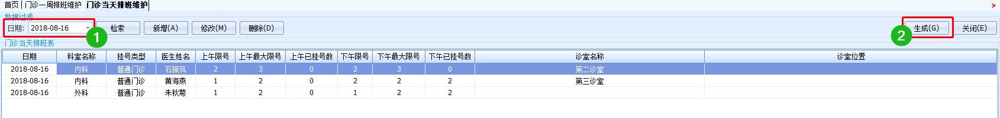 首页 门诊一周排班维护 门诊当天排班维护
数据过滤
日期: 2018-08-16 检索 新增(A) 修改(M) 删除(D) 生成(G) 关闭(E)
1 2
门诊当天排班表
日期 科室名称 挂号类型 医生姓名 上午限号 上午最大限号 上午已挂号数 下午限号 下午最大限号 下午已挂号数 诊室名称 诊室位置
2018-08-16 内科 普通门诊 石振凤 2 3 0 2 3 0 第二诊室
2018-08-16 内科 普通门诊 黄海燕 1 2 0 2 2 2 第三诊室
2018-08-16 外科 普通门诊 朱秋菊 1 2 0 1 2 2